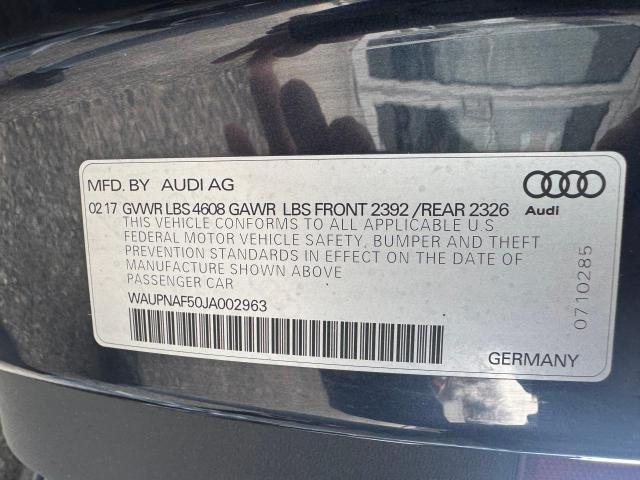 MFD. BY AUDI AG
02 17 GVWR LBS 4608 GAWR LBS FRONT 2392 /REAR 2326
Audi
THIS VEHICLE CONFORMS TO ALL APPLICABLE U.S.
FEDERAL MOTOR VEHICLE SAFETY, BUMPER AND THEFT
PREVENTION STANDARDS IN EFFECT ON THE DATE OF
MANUFACTURE SHOWN ABOVE
PASSENGER CAR
WAUPNAF50JA002963
0710285
GERMANY